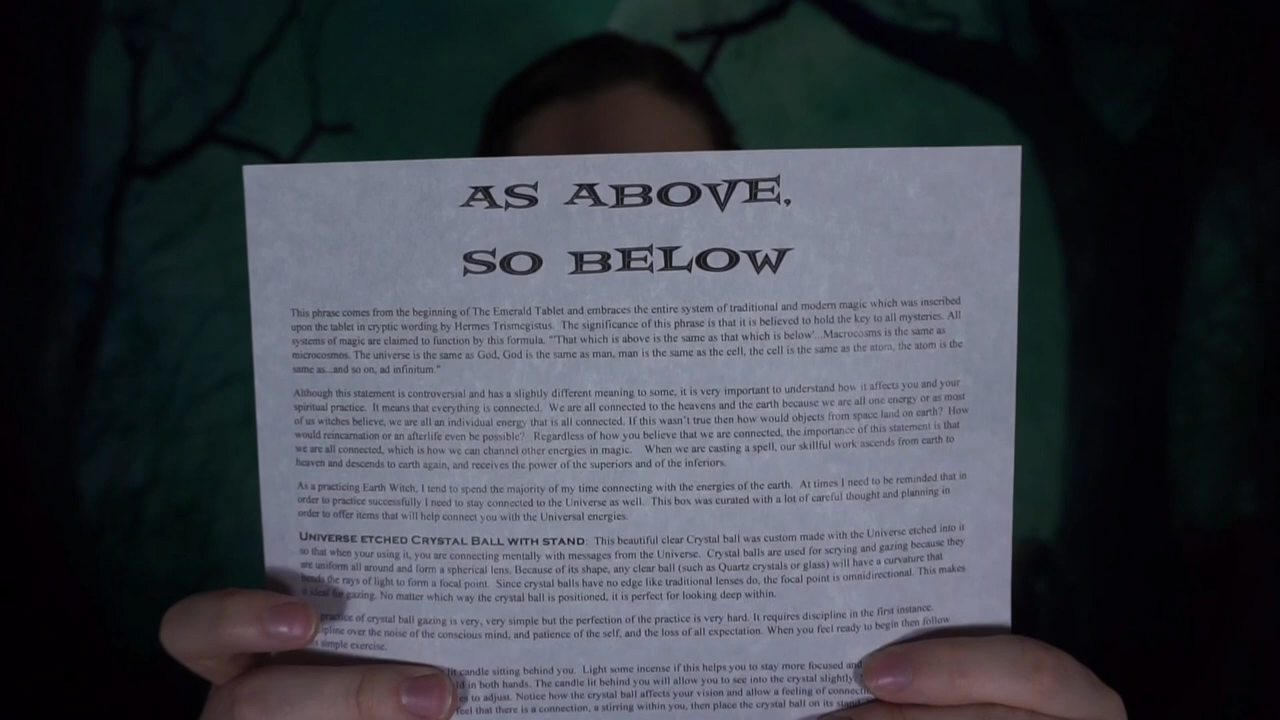 AS ABOVE,
SO BELOW
This phrase comes from the beginning of The Emerald Tablet and embraces the entire system of traditional and modern magic which was inscribed
upon the tablet in cryptic wording by Hermes Trismegistus. The significance of this phrase is that it is believed to hold the key to all mysteries. All
systems of magic are claimed to function by this formula. "'That which is above is the same as that which is below'...Macrocosms is the same as
microcosmos. The universe is the same as God, God is the same as man, man is the same as the cell, the cell is the same as the atom, the atom is the
same as...and so on, ad infinitum."
Although this statement is controversial and has a slightly different meaning to some, it is very important to understand how it affects you and your
spiritual practice. It means that everything is connected. We are all connected to the heavens and the earth because we are all one energy or as most
of us witches believe, we are all an individual energy that is all connected. If this wasn't true then how would objects from space land on earth? How
would reincarnation or an afterlife even be possible? Regardless of how you believe that we are connected, the importance of this statement is that
we are all connected, which is how we can channel other energies in magic. When we are casting a spell, our skillful work ascends from earth to
heaven and descends to earth again, and receives the power of the superiors and of the inferiors.
As a practicing Earth Witch, I tend to spend the majority of my time connecting with the energies of the earth. At times I need to be reminded that in
order to practice successfully I need to stay connected to the Universe as well. This box was curated with a lot of careful thought and planning in
order to offer items that will help connect you with the Universal energies.
UNIVERSE ETCHED CRYSTAL BALL WITH STAND: This beautiful clear Crystal ball was custom made with the Universe etched into it
so that when your using it, you are connecting mentally with messages from the Universe. Crystal balls are used for scrying and gazing because they
are uniform all around and form a spherical lens. Because of its shape, any clear ball (such as Quartz crystals or glass) will have a curvature that
bends the rays of light to form a focal point. Since crystal balls have no edge like traditional lenses do, the focal point is omnidirectional. This makes
it ideal for gazing. No matter which way the crystal ball is positioned, it is perfect for looking deep within.
practice of crystal ball gazing is very, very simple but the perfection of the practice is very hard. It requires discipline in the first instance.
over the noise of the conscious mind, and patience of the self, and the loss of all expectation. When you feel ready to begin then follow
simple exercise.
lit candle sitting behind you. Light some incense if this helps you to stay more focused and
in both hands. The candle lit behind you will allow you to see into the crystal slightly
to adjust. Notice how the crystal ball affects your vision and allow a feeling of
feel that there is a connection, a stirring within you, then place the crystal ball on its